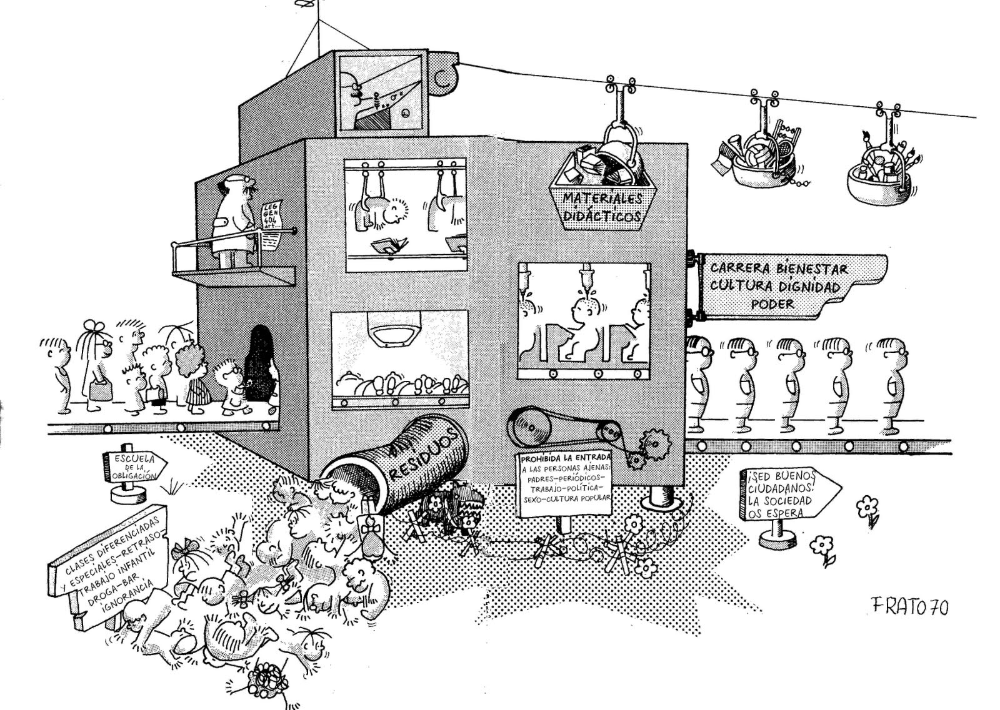 LEG
GEN
404
art...
MATERIALES
DIDÁCTICOS
CARRERA BIENESTAR
CULTURA DIGNIDAD
PODER
ESCUELA
DE LA
OBLIGACIÓN
RESIDUOS
PROHIBIDA LA ENTRADA
A LAS PERSONAS AJENAS:
PADRES-PERIÓDICOS-
TRABAJO-POLÍTICA-
SEXO-CULTURA POPULAR
¡SED BUENOS
CIUDADANOS!
LA SOCIEDAD
OS ESPERA
CLASES DIFERENCIADAS
Y ESPECIALES-RETRASO-
TRABAJO INFANTIL
DROGA-BAR
IGNORANCIA
FRATO 70